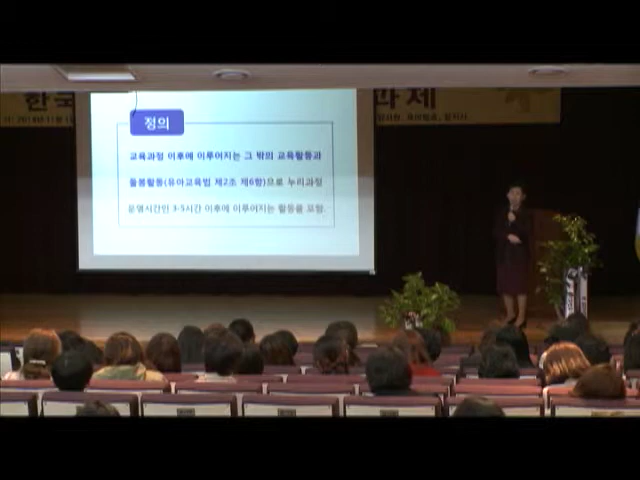 한국
과제
정의
교육과정 이후에 이루어지는 그 밖의 교육활동과
돌봄활동(유아교육법 제2조 제6항)으로 누리과정
운영시간인 3-5시간 이후에 이루어지는 활동을 포함.